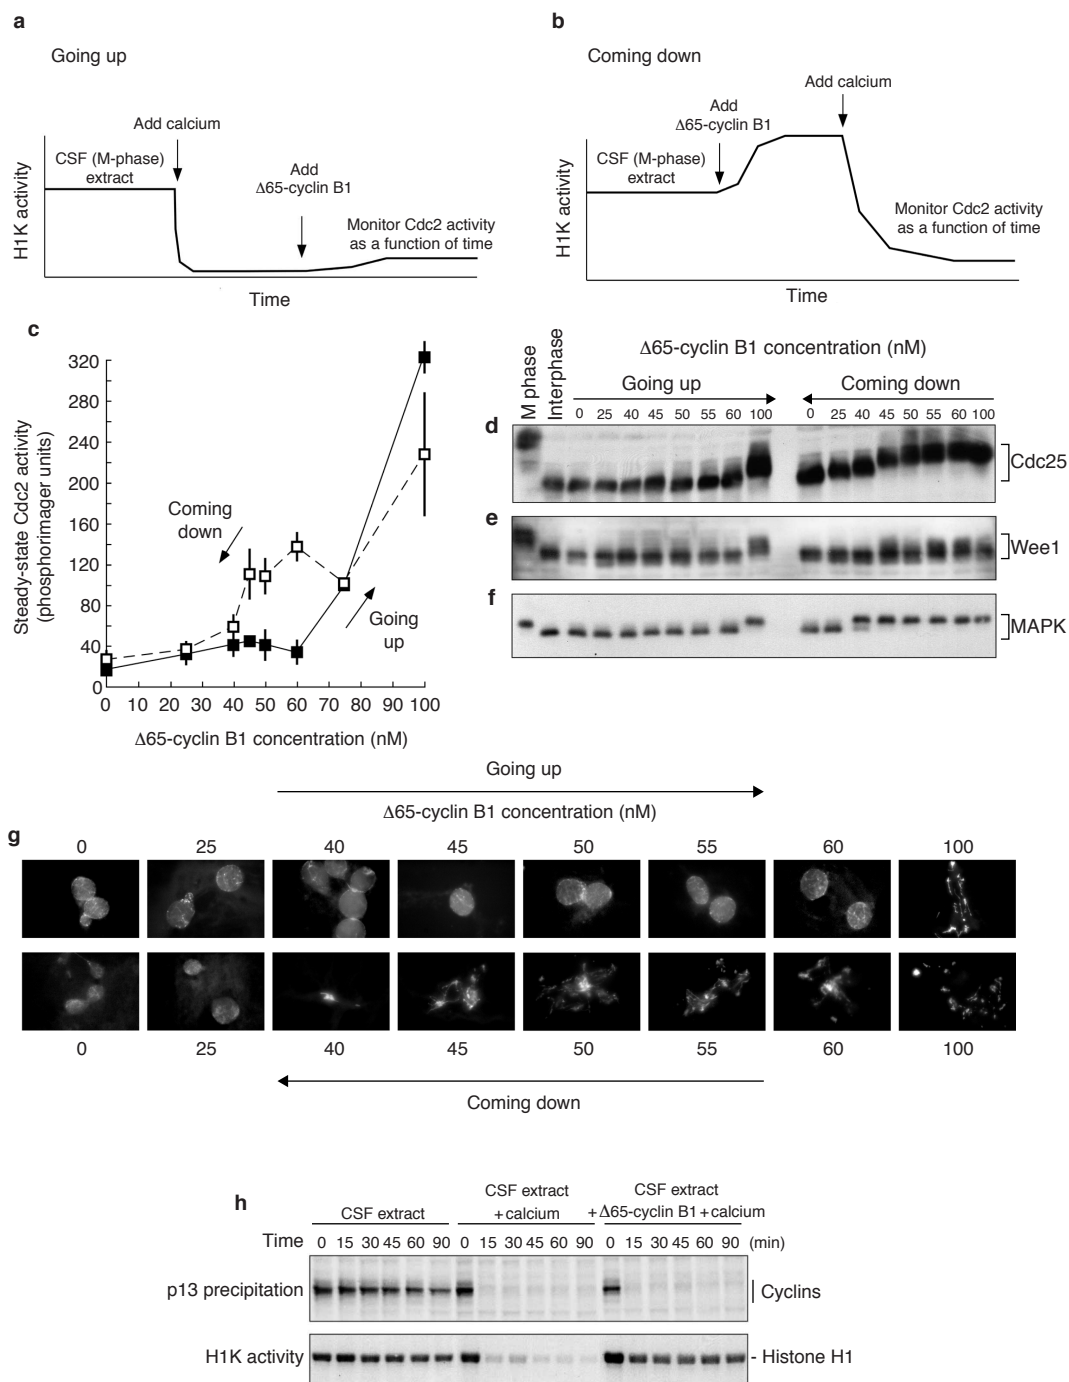 a
Going up
Add calcium
CSF (M-phase)
extract
Add
Δ65-cyclin B1
Monitor Cdc2 activity
as a function of time
H1K activity
Time
b
Coming down
Add calcium
Add
Δ65-cyclin B1
CSF (M-phase)
extract
Monitor Cdc2 activity
as a function of time
H1K activity
Time
c
Steady-state Cdc2 activity
(phosphorimager units)
320
280
240
200
160
120
80
40
0
Coming
down
Going
up
0 10 20 30 40 50 60 70 80 90 100
Δ65-cyclin B1 concentration (nM)
M phase
Interphase
Δ65-cyclin B1 concentration (nM)
Going up
Coming down
0 25 40 45 50 55 60 100
0 25 40 45 50 55 60 100
d
Cdc25
e
Wee1
f
MAPK
Going up
Δ65-cyclin B1 concentration (nM)
g
0 25 40 45 50 55 60 100
0 25 40 45 50 55 60 100
Coming down
h
CSF extract
CSF extract
+calcium
CSF extract
+Δ65-cyclin B1+calcium
Time 0 15 30 45 60 90 0 15 30 45 60 90 0 15 30 45 60 90 (min)
p13 precipitation
Cyclins
H1K activity
- Histone H1